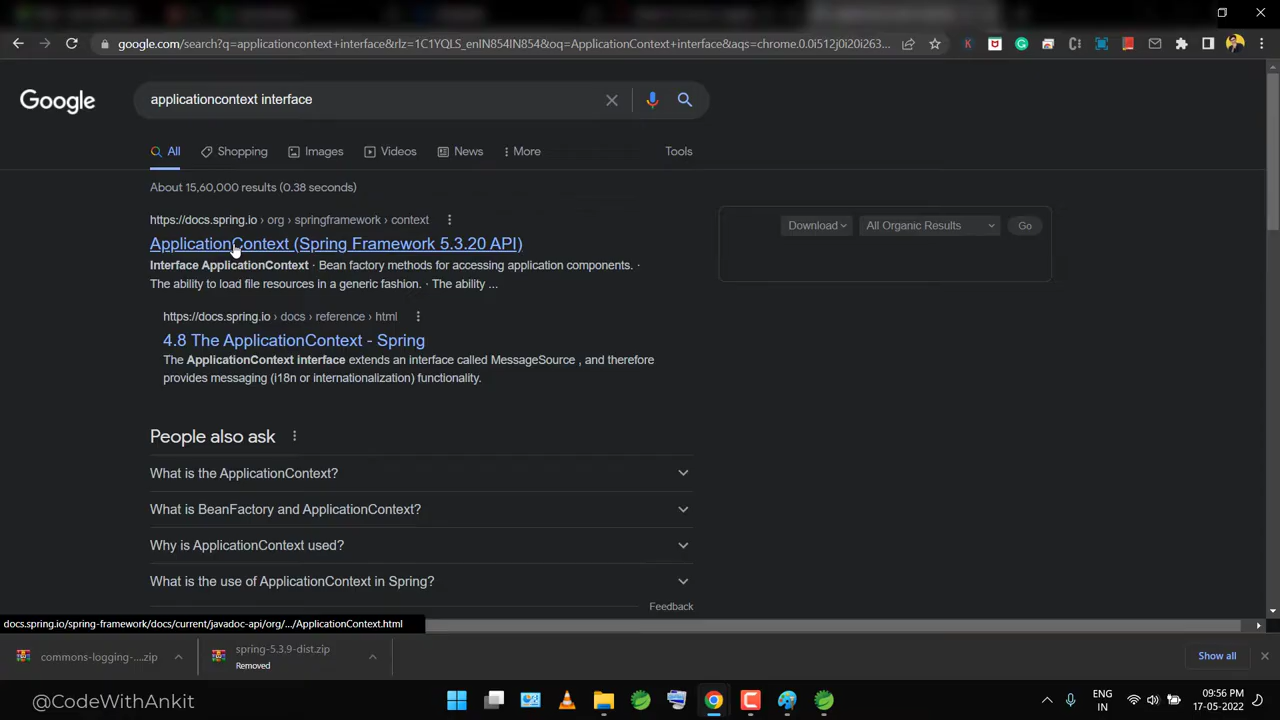 google.com/search?q=applicationcontext+interface&rlz=1C1YQLS_enIN854IN854&oq=ApplicationContext+interface&aqs=chrome.0.0i512j0i20i263...
Google
applicationcontext interface
All Shopping Images Videos News More Tools
About 15,60,000 results (0.38 seconds)
https://docs.spring.io › org › springframework › context
Download All Organic Results Go
ApplicationContext (Spring Framework 5.3.20 API)
Interface ApplicationContext · Bean factory methods for accessing application components. ·
The ability to load file resources in a generic fashion. · The ability ...
https://docs.spring.io › docs › reference › html
4.8 The ApplicationContext - Spring
The ApplicationContext interface extends an interface called MessageSource , and therefore
provides messaging (i18n or internationalization) functionality.
People also ask
What is the ApplicationContext?
What is BeanFactory and ApplicationContext?
Why is ApplicationContext used?
What is the use of ApplicationContext in Spring?
Feedback
docs.spring.io/spring-framework/docs/current/javadoc-api/org/.../ApplicationContext.html
commons-logging-....zip
spring-5.3.9-dist.zip
Removed
Show all
@CodeWithAnkit
ENG
IN
09:56 PM
17-05-2022